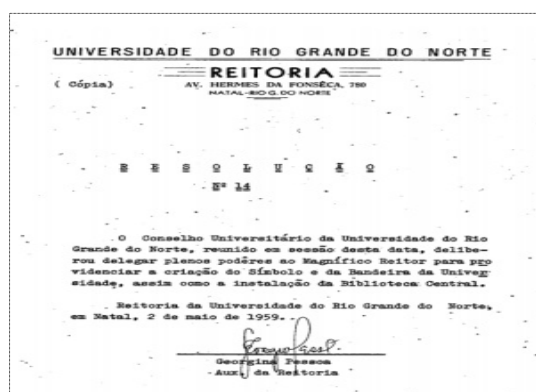 UNIVERSIDADE DO RIO GRANDE DO NORTE
REITORIA
( Cópia)
AV. HERMES DA FONSÊCA, 780
NATAL-RIO G. DO NORTE
R E S O L U Ç Ã O
Nº 14
O Conselho Universitário da Universidade do Rio
Grande do Norte, reunido em sessão desta data, delibe-
rou delegar plenos podêres ao Magnífico Reitor para pro
videnciar a criação do Símbolo e da Bandeira da Univer
sidade, assim como a instalação da Biblioteca Central.
Reitoria da Universidade do Rio Grande do Norte,
em Natal, 2 de maio de 1959.
Georgina Pessoa
Aux. da Reitoria